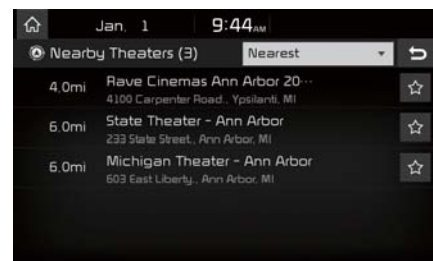 Jan. 1 9:44AM
Nearby Theaters (3) Nearest
4.0mi Rave Cinemas Ann Arbor 20...
4100 Carpenter Road., Ypsilanti, MI
6.0mi State Theater - Ann Arbor
233 State Street., Ann Arbor, MI
6.0mi Michigan Theater - Ann Arbor
603 East Liberty., Ann Arbor, MI